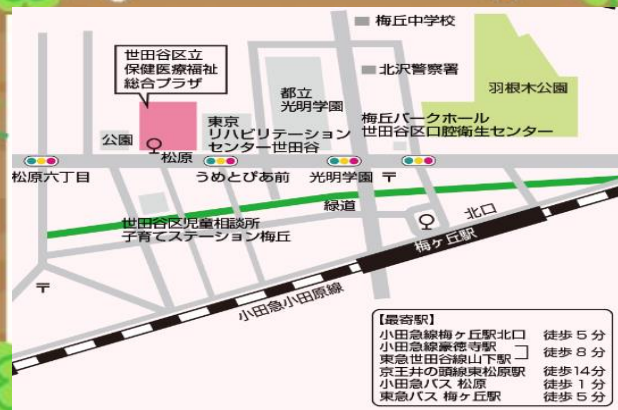 梅丘中学校
世田谷区立
保健医療福祉
総合プラザ
北沢警察署
羽根木公園
都立
光明学園
梅丘パークホール
世田谷区口腔衛生センター
東京
リハビリテーション
センター世田谷
公園
松原
松原六丁目
うめとぴあ前
光明学園
緑道
北口
世田谷区児童相談所
子育てステーション梅丘
梅ヶ丘駅
小田急小田原線
【最寄駅】
小田急線梅ヶ丘駅北口 徒歩5分
小田急線豪徳寺駅
東急世田谷線山下駅 徒歩8分
京王井の頭線東松原駅 徒歩14分
小田急バス 松原 徒歩1分
東急バス 梅ヶ丘駅 徒歩5分